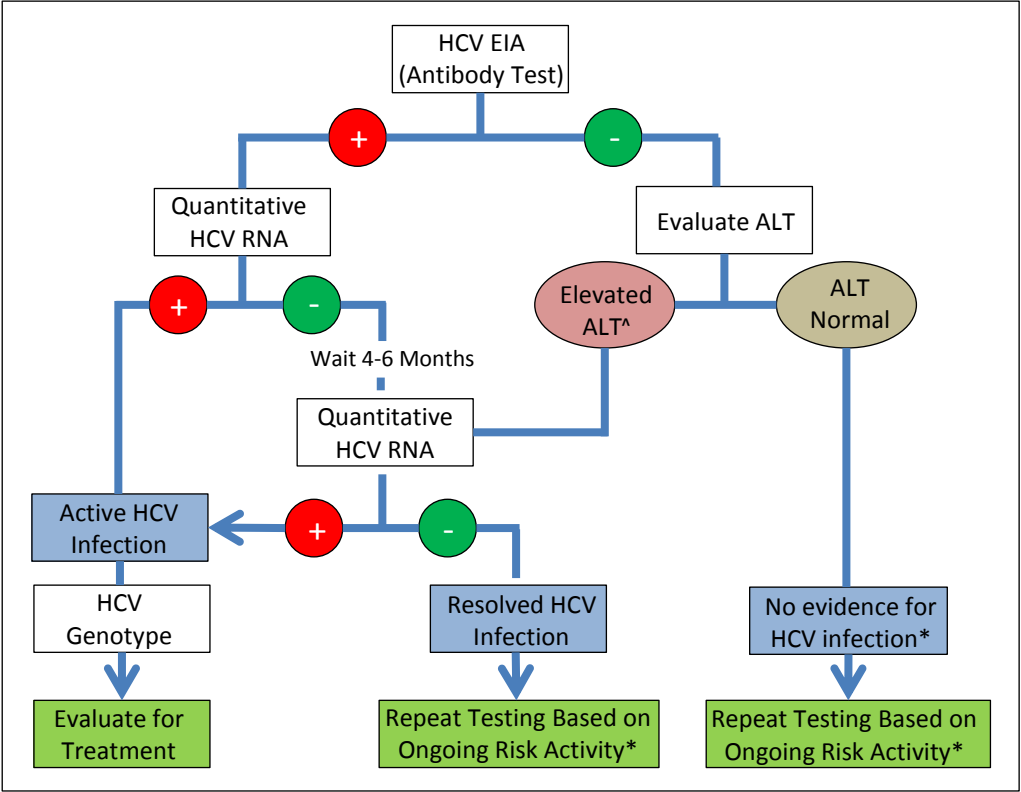 HCV EIA
(Antibody Test)
+
-
Quantitative
HCV RNA
Evaluate ALT
+
-
Elevated
ALT^
ALT
Normal
Wait 4-6 Months
Quantitative
HCV RNA
Active HCV
Infection
+
-
HCV
Genotype
Resolved HCV
Infection
No evidence for
HCV infection*
Evaluate for
Treatment
Repeat Testing Based on
Ongoing Risk Activity*
Repeat Testing Based on
Ongoing Risk Activity*